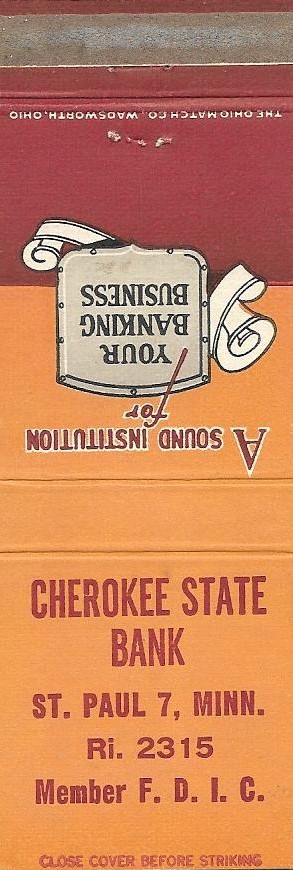 THE OHIO MATCH CO., WADSWORTH, OHIO
A SOUND INSTITUTION
for
YOUR
BANKING
BUSINESS
CHEROKEE STATE
BANK
ST. PAUL 7, MINN.
Ri. 2315
Member F. D. I. C.
CLOSE COVER BEFORE STRIKING